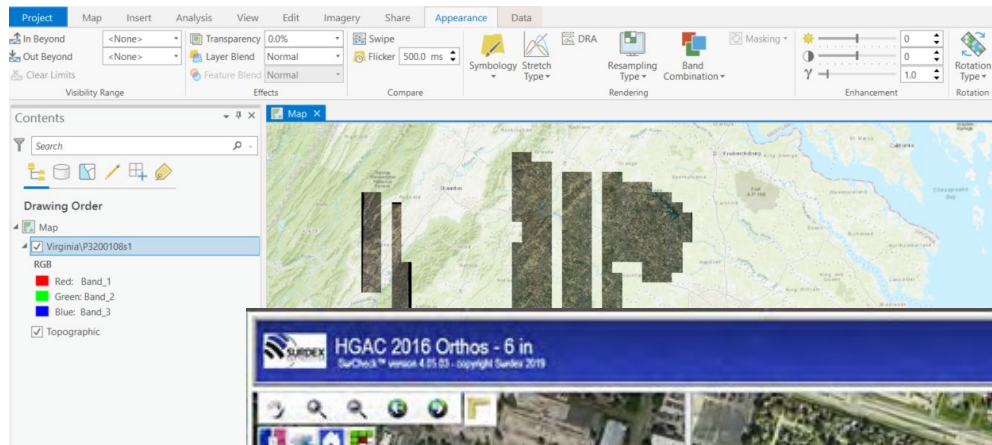 Project Map Insert Analysis View Edit Imagery Share Appearance Data
In Beyond <None> Transparency 0.0% Swipe DRA Masking 0
Out Beyond <None> Layer Blend Normal Flicker 500.0 ms Symbology Stretch Type Resampling Type Band Combination 0 Rotation Type
Clear Limits Feature Blend Normal 1.0
Visibility Range Effects Compare Rendering Enhancement Rotation
Contents
Map
Search
Drawing Order
Map
Virginia\P3200108s1
RGB
Red: Band_1
Green: Band_2
Blue: Band_3
Topographic
Staunton
SURDEX HGAC 2016 Orthos - 6 in
SurCheck™ version 4.05.03 - copyright Surdex 2019